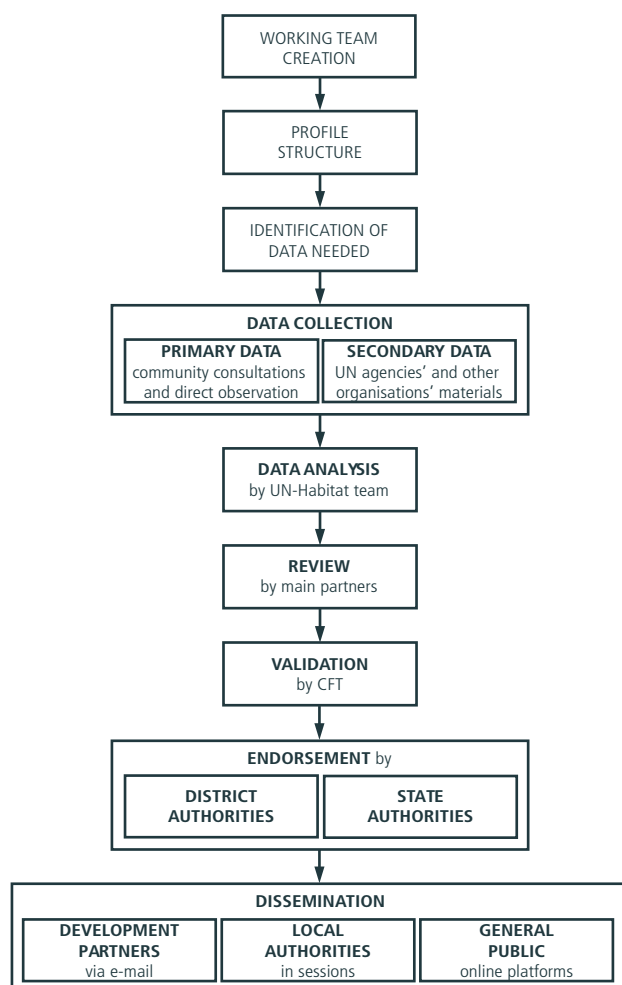 WORKING TEAM
CREATION
PROFILE
STRUCTURE
IDENTIFICATION OF
DATA NEEDED
DATA COLLECTION
PRIMARY DATA
community consultations
and direct observation
SECONDARY DATA
UN agencies’ and other
organisations’ materials
DATA ANALYSIS
by UN-Habitat team
REVIEW
by main partners
VALIDATION
by CFT
ENDORSEMENT by
DISTRICT
AUTHORITIES
STATE
AUTHORITIES
DISSEMINATION
DEVELOPMENT
PARTNERS
via e-mail
LOCAL
AUTHORITIES
in sessions
GENERAL
PUBLIC
online platforms